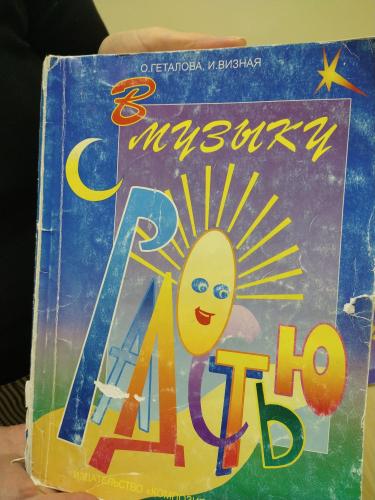 О.ГЕТАЛОВА, И.ВИЗНАЯ
В МУЗЫКУ
С РАДОСТЬЮ
ИЗДАТЕЛЬСТВО